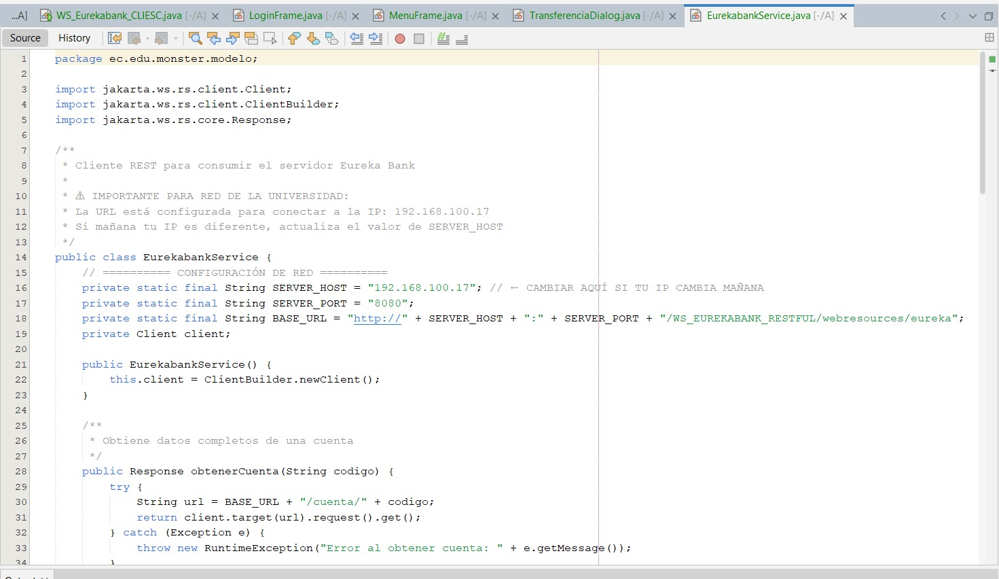 ...A] WS_Eurekabank_CLIESC.java [-/A] LoginFrame.java [-/A] MenuFrame.java [-/A] TransferenciaDialog.java [-/A] EurekabankService.java [-/A]
Source History
1 package ec.edu.monster.modelo;
2
3 import jakarta.ws.rs.client.Client;
4 import jakarta.ws.rs.client.ClientBuilder;
5 import jakarta.ws.rs.core.Response;
6
7 /**
8 * Cliente REST para consumir el servidor Eureka Bank
9 *
10 * ⚠ IMPORTANTE PARA RED DE LA UNIVERSIDAD:
11 * La URL está configurada para conectar a la IP: 192.168.100.17
12 * Si mañana tu IP es diferente, actualiza el valor de SERVER_HOST
13 */
14 public class EurekabankService {
15 // ========== CONFIGURACIÓN DE RED ==========
16 private static final String SERVER_HOST = "192.168.100.17"; // ← CAMBIAR AQUÍ SI TU IP CAMBIA MAÑANA
17 private static final String SERVER_PORT = "8080";
18 private static final String BASE_URL = "http://" + SERVER_HOST + ":" + SERVER_PORT + "/WS_EUREKABANK_RESTFUL/webresources/eureka";
19 private Client client;
20
21 public EurekabankService() {
22 this.client = ClientBuilder.newClient();
23 }
24
25 /**
26 * Obtiene datos completos de una cuenta
27 */
28 public Response obtenerCuenta(String codigo) {
29 try {
30 String url = BASE_URL + "/cuenta/" + codigo;
31 return client.target(url).request().get();
32 } catch (Exception e) {
33 throw new RuntimeException("Error al obtener cuenta: " + e.getMessage());
34 }